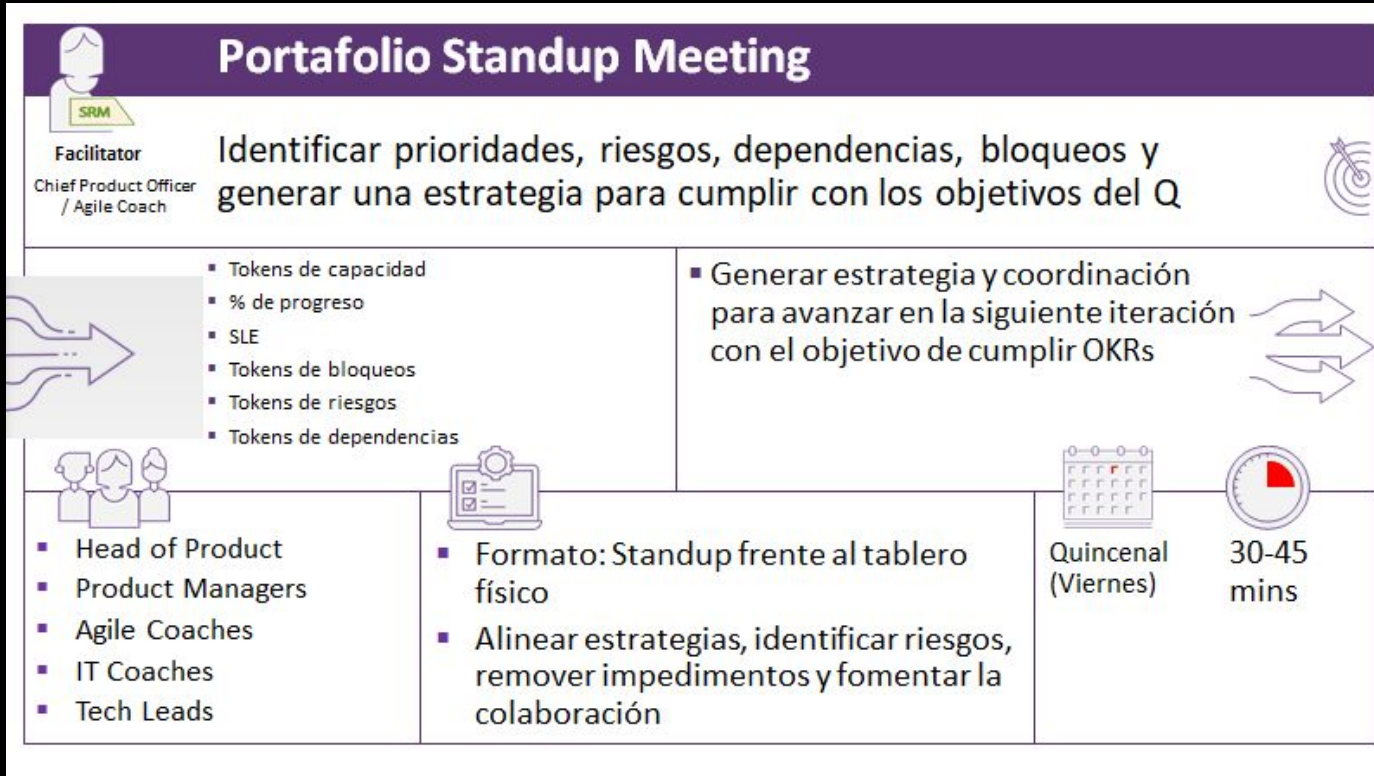 Portafolio Standup Meeting
SRM
Facilitator
Chief Product Officer
/ Agile Coach
Identificar prioridades, riesgos, dependencias, bloqueos y
generar una estrategia para cumplir con los objetivos del Q
▪ Tokens de capacidad
▪ % de progreso
▪ SLE
▪ Tokens de bloqueos
▪ Tokens de riesgos
▪ Tokens de dependencias
▪ Generar estrategia y coordinación
para avanzar en la siguiente iteración
con el objetivo de cumplir OKRs
▪ Head of Product
▪ Product Managers
▪ Agile Coaches
▪ IT Coaches
▪ Tech Leads
▪ Formato: Standup frente al tablero
físico
▪ Alinear estrategias, identificar riesgos,
remover impedimentos y fomentar la
colaboración
Quincenal
(Viernes)
30-45
mins